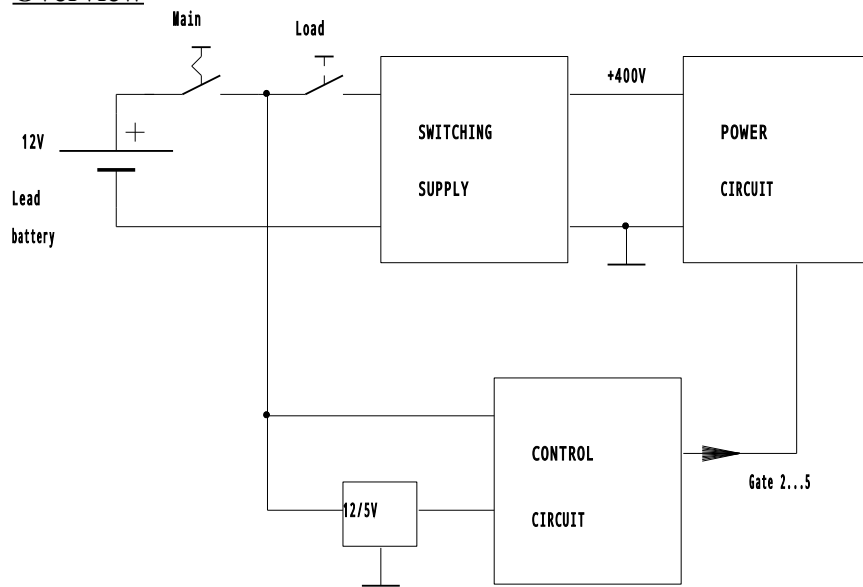 Main
Load
+400V
12V
SWITCHING
POWER
SUPPLY
CIRCUIT
Lead
battery
CONTROL
Gate 2...5
12/5V
CIRCUIT